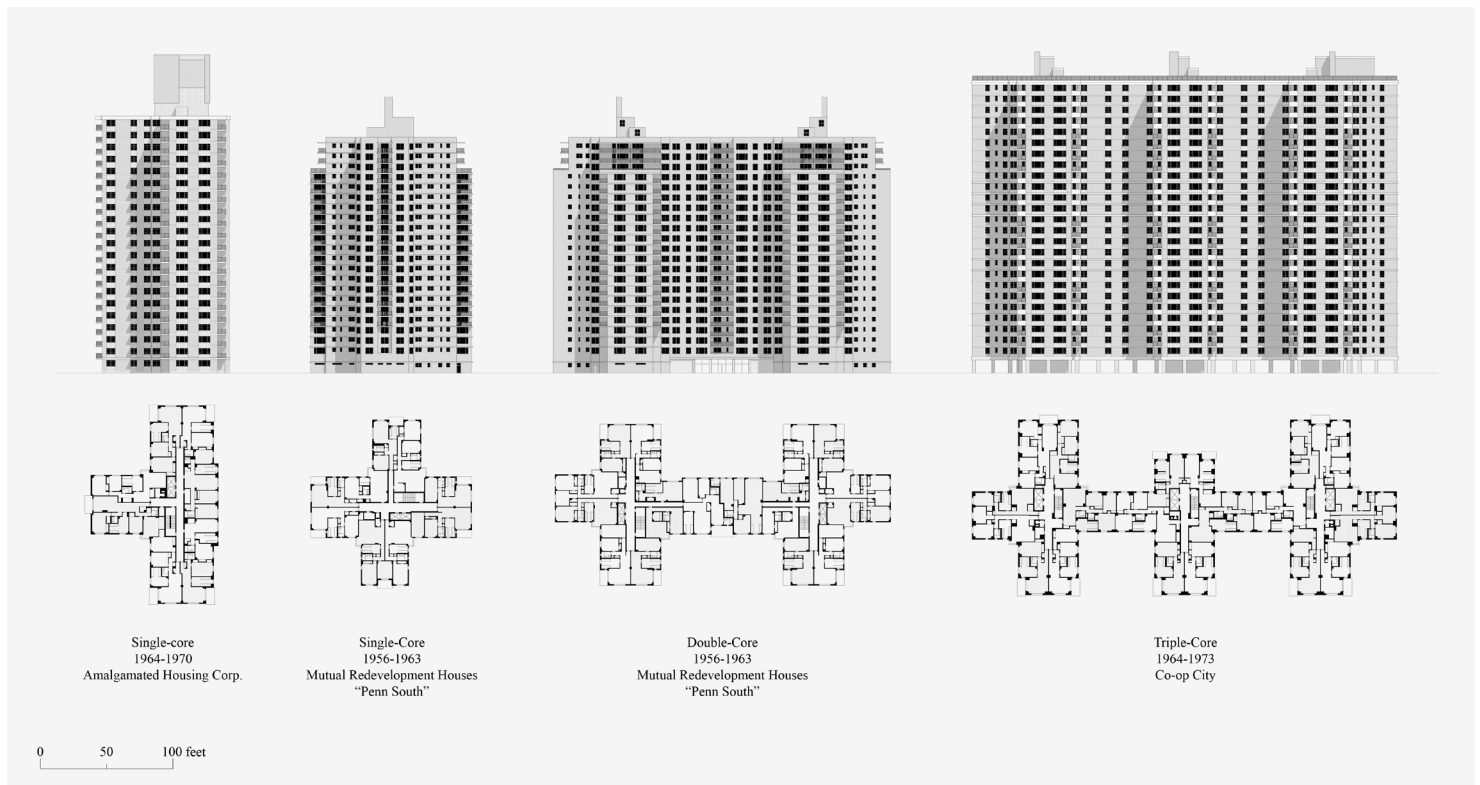 Single-core
1964-1970
Amalgamated Housing Corp.
Single-Core
1956-1963
Mutual Redevelopment Houses
“Penn South”
Double-Core
1956-1963
Mutual Redevelopment Houses
“Penn South”
Triple-Core
1964-1973
Co-op City
0 50 100 feet